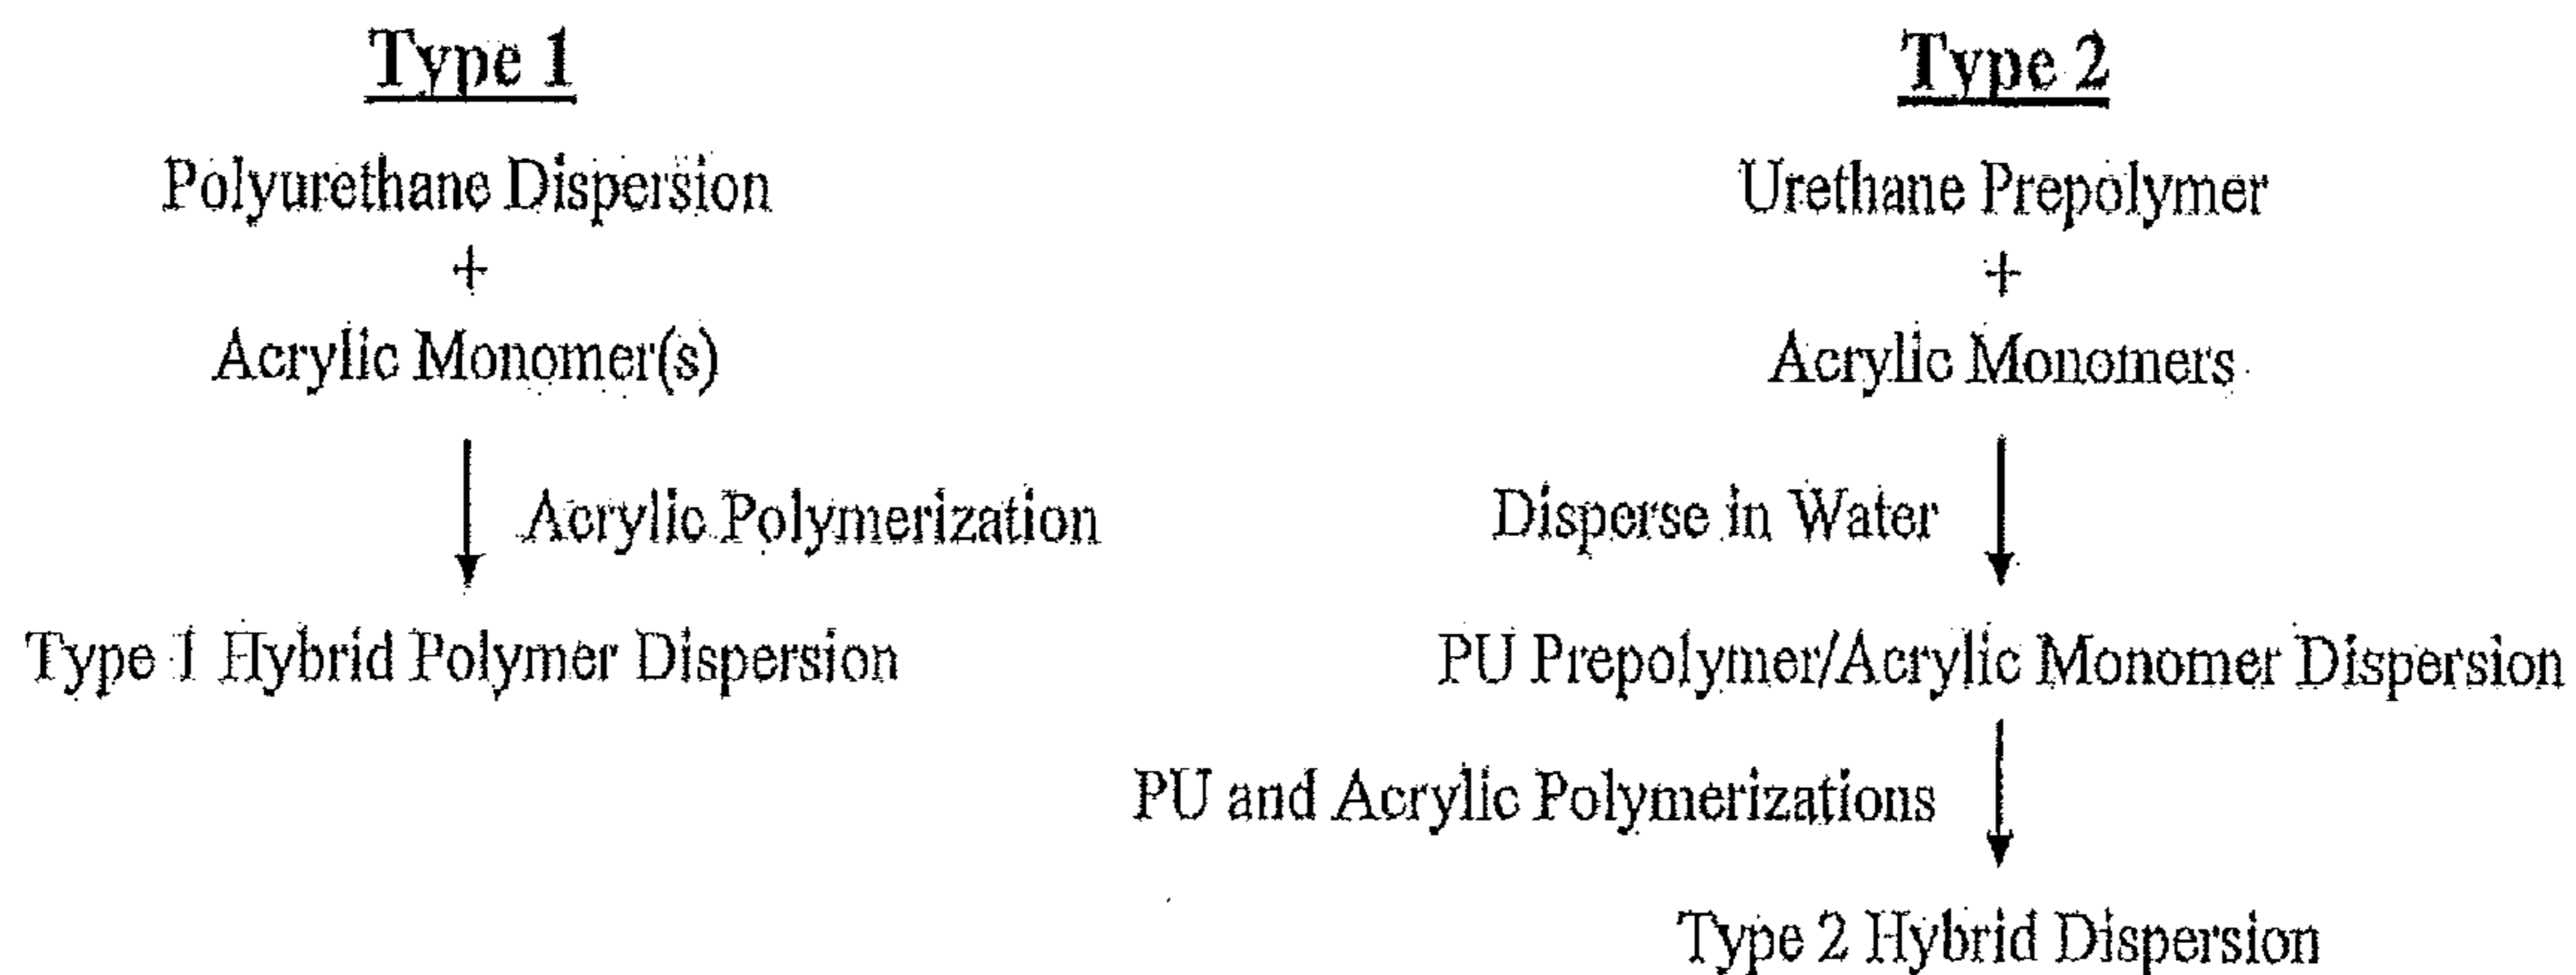 Type 1
Polyurethane Dispersion
+
Acrylic Monomer(s)
Acrylic Polymerization
Type 1 Hybrid Polymer Dispersion
Type 2
Urethane Prepolymer
+
Acrylic Monomers
Disperse in Water
PU Prepolymer/Acrylic Monomer Dispersion
PU and Acrylic Polymerizations
Type 2 Hybrid Dispersion